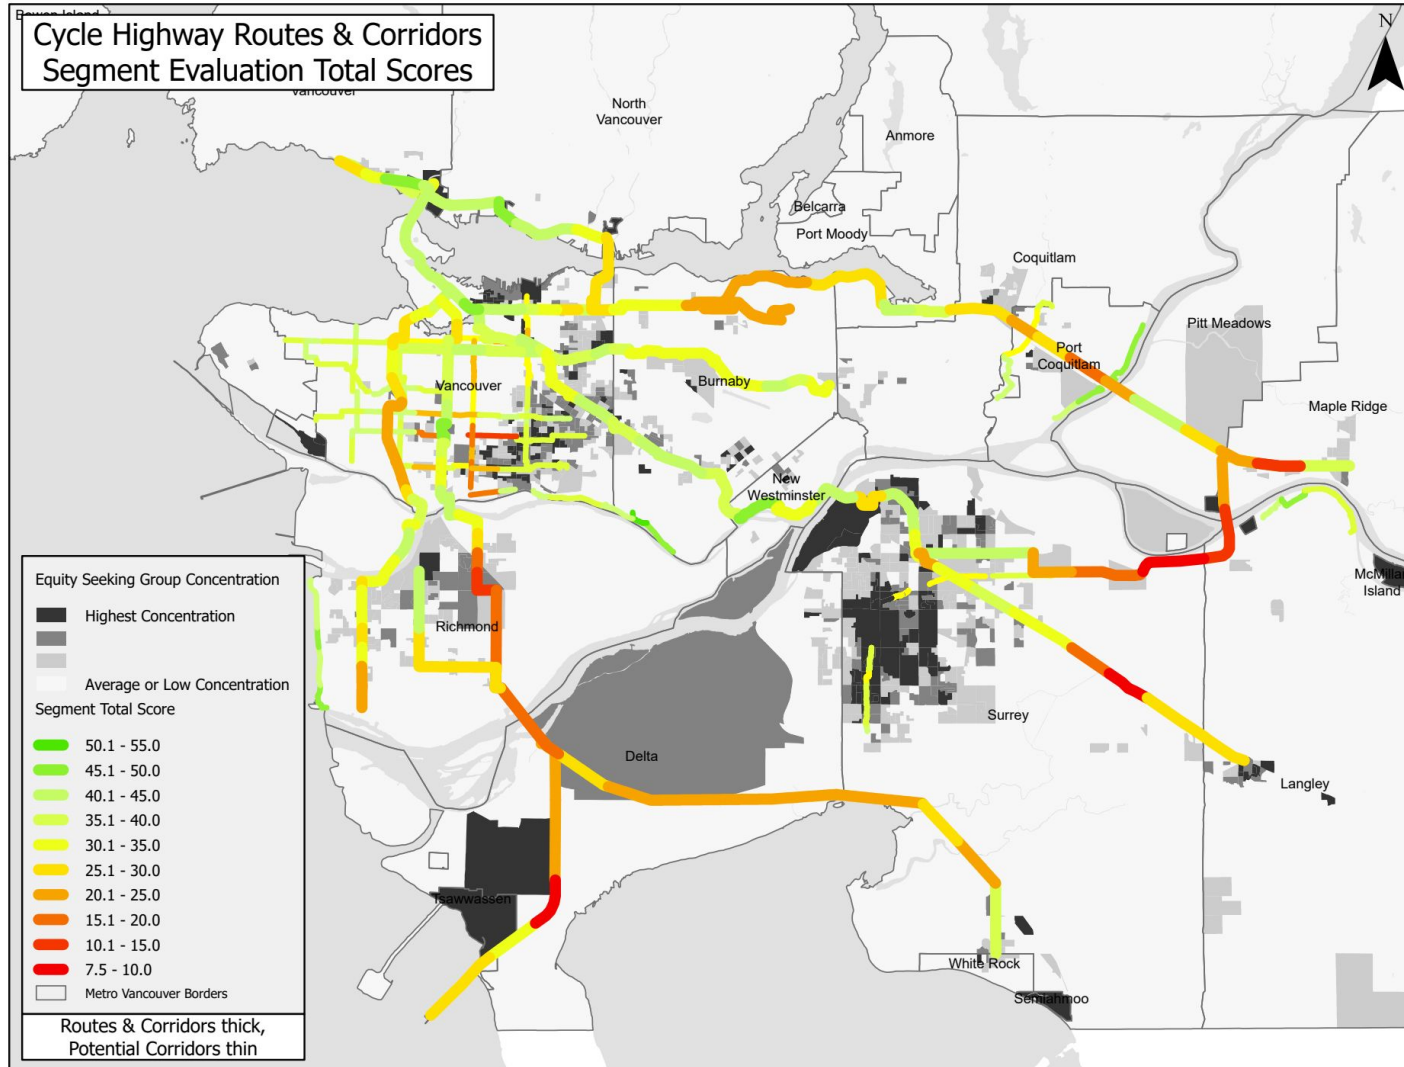 Bowen Island
Cycle Highway Routes & Corridors
Segment Evaluation Total Scores
Vancouver
N
North
Vancouver
Anmore
Belcarra
Port Moody
Coquitlam
Pitt Meadows
Port
Coquitlam
Burnaby
Vancouver
Maple Ridge
New
Westminster
McMillan
Island
Richmond
Surrey
Delta
Langley
Tsawwassen
White Rock
Semiahmoo
Equity Seeking Group Concentration
Highest Concentration
Average or Low Concentration
Segment Total Score
50.1 - 55.0
45.1 - 50.0
40.1 - 45.0
35.1 - 40.0
30.1 - 35.0
25.1 - 30.0
20.1 - 25.0
15.1 - 20.0
10.1 - 15.0
7.5 - 10.0
Metro Vancouver Borders
Routes & Corridors thick,
Potential Corridors thin